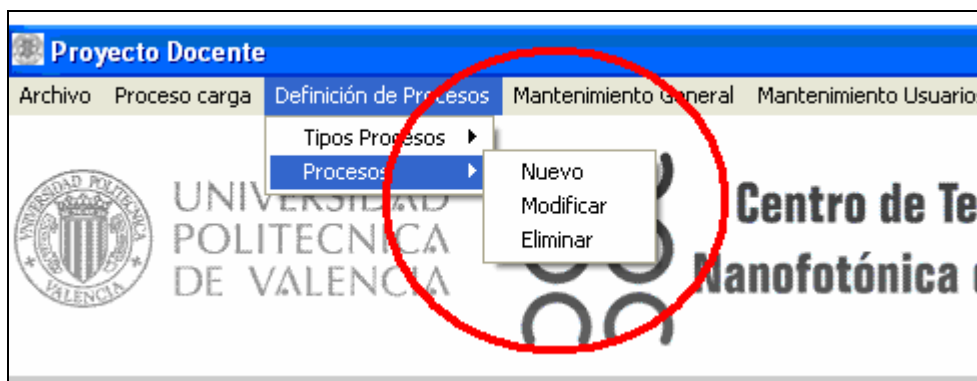 Proyecto Docente
Archivo Proceso carga Definición de Procesos Mantenimiento General Mantenimiento Usuario
Tipos Procesos
Procesos
Nuevo
Modificar
Eliminar
UNIVERSIDAD
POLITECNICA
DE VALENCIA
Centro de Te
Nanofotónica